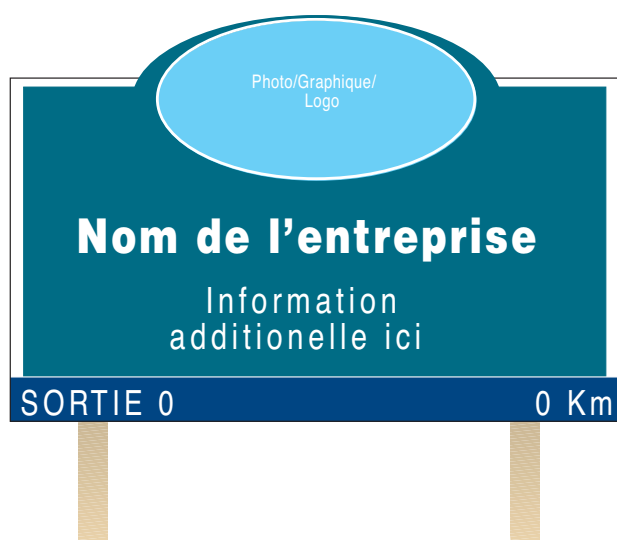 Photo/Graphique/
Logo
Nom de l’entreprise
Information
additionelle ici
SORTIE 0 0 Km